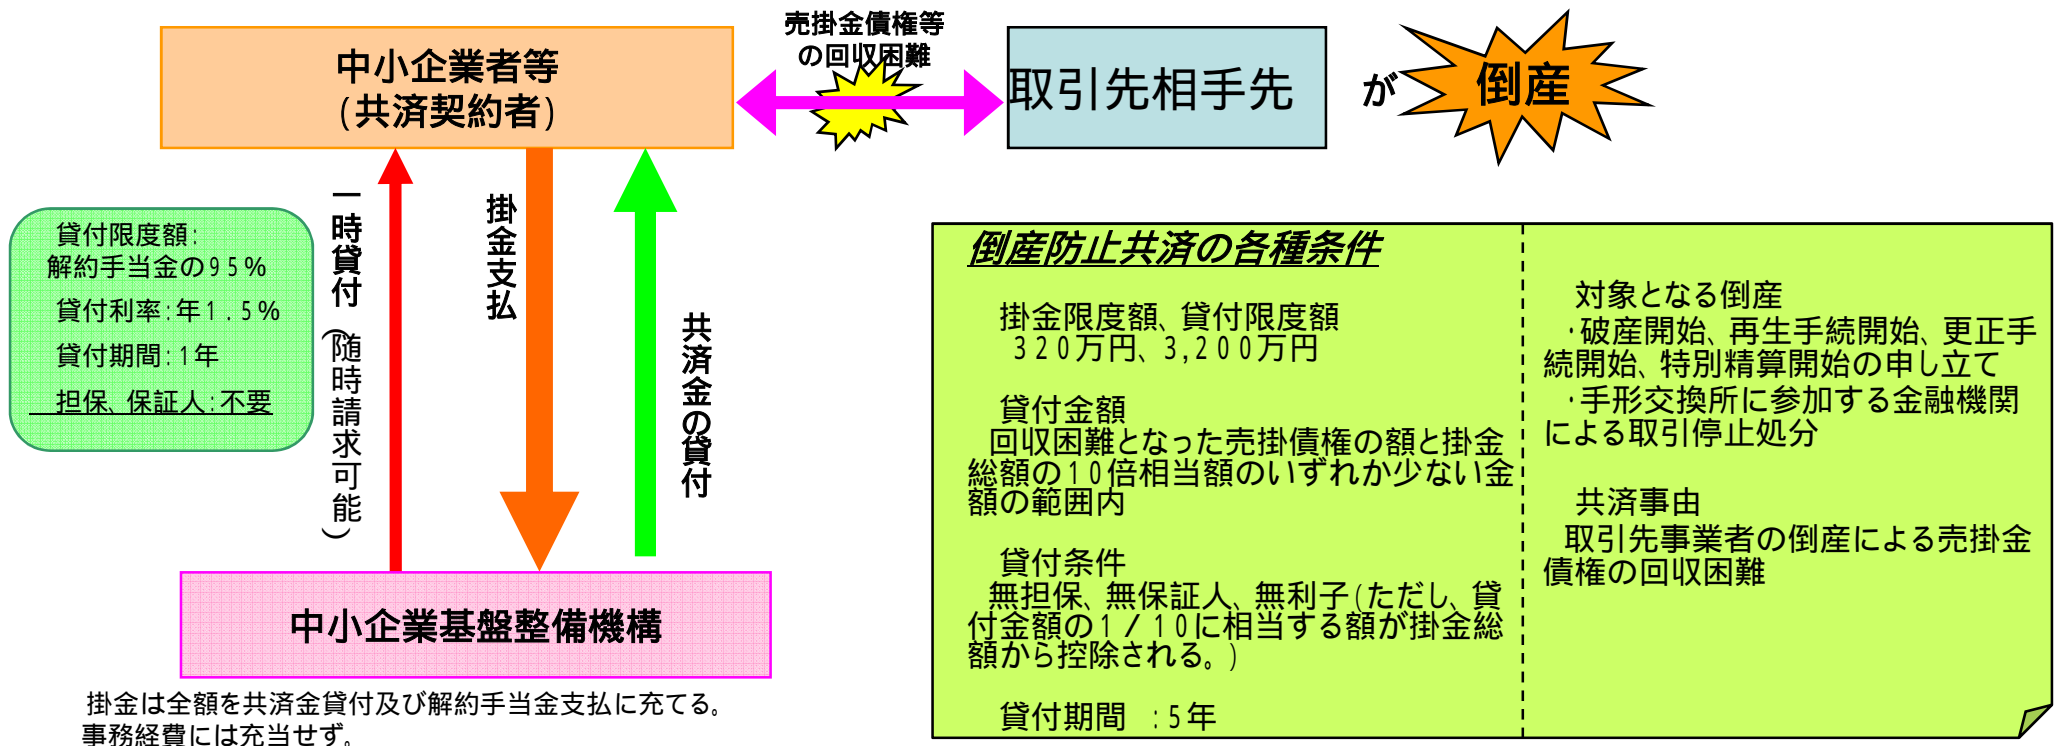 売掛金債権等
の回収困難
中小企業者等
(共済契約者)
取引先相手先
が
倒産
貸付限度額:
解約手当金の95%
貸付利率:年1.5%
貸付期間:1年
担保、保証人:不要
一時貸付(随時請求可能)
掛金支払
共済金の貸付
中小企業基盤整備機構
掛金は全額を共済金貸付及び解約手当金支払に充てる。
事務経費には充当せず。
倒産防止共済の各種条件
掛金限度額、貸付限度額
320万円、3,200万円
貸付金額
回収困難となった売掛債権の額と掛金
総額の10倍相当額のいずれか少ない金
額の範囲内
貸付条件
無担保、無保証人、無利子(ただし、貸
付金額の1/10に相当する額が掛金総
額から控除される。)
貸付期間 :5年
対象となる倒産
・破産開始、再生手続開始、更正手
続開始、特別精算開始の申し立て
・手形交換所に参加する金融機関
による取引停止処分
共済事由
取引先事業者の倒産による売掛金
債権の回収困難